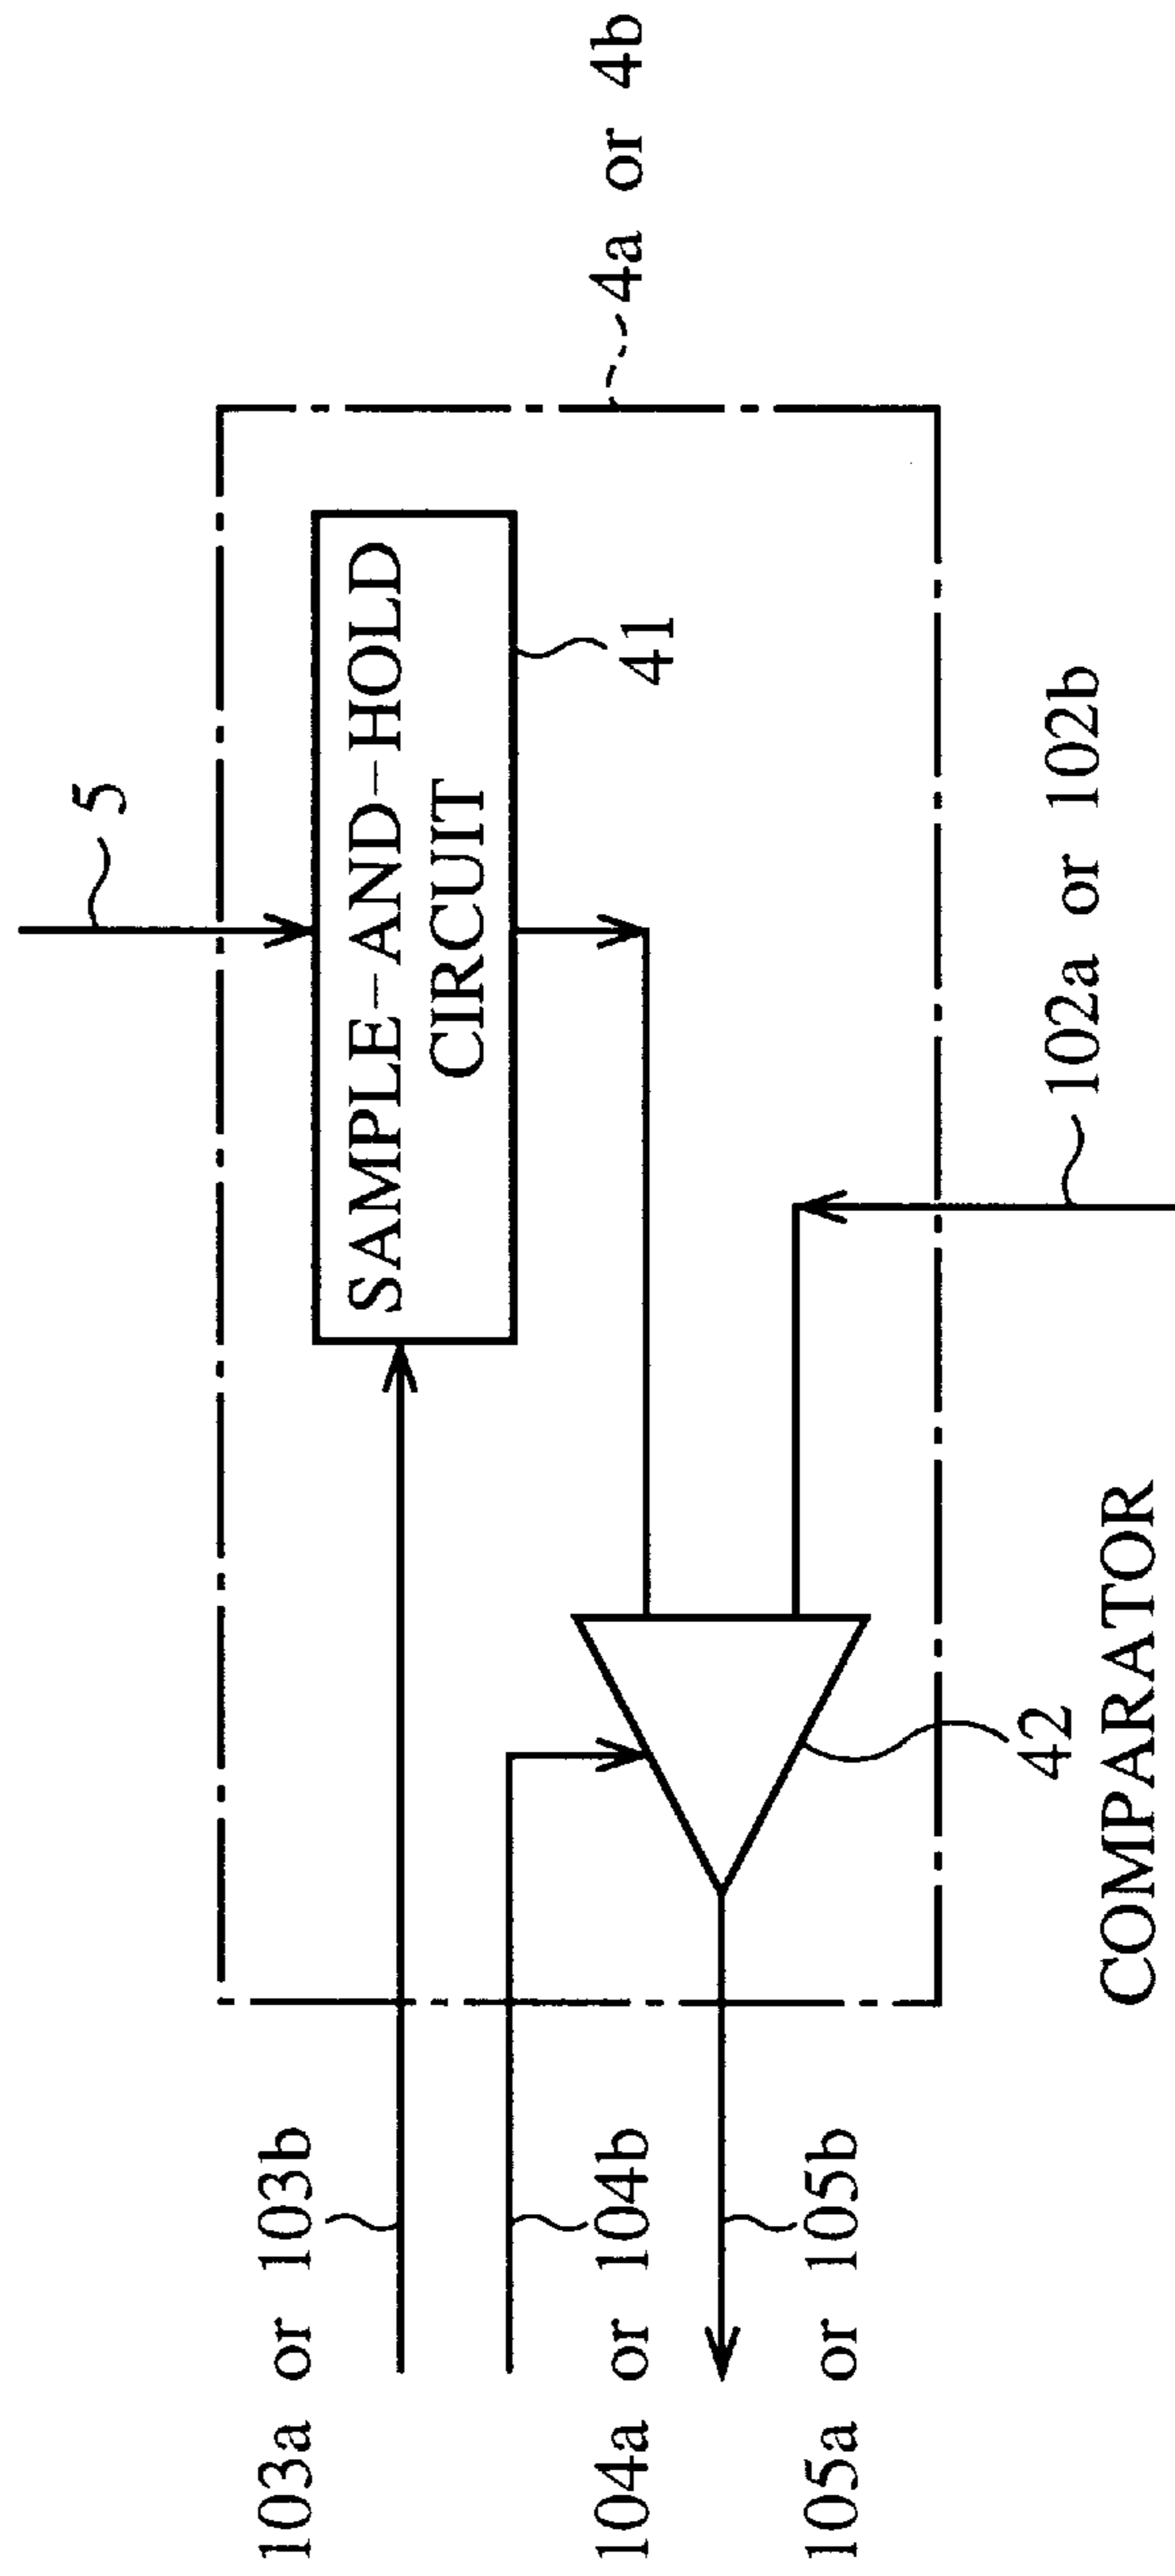 5
4a or 4b
103a or 103b
SAMPLE-AND-HOLD
CIRCUIT
41
104a or 104b
105a or 105b
42
102a or 102b
COMPARATOR